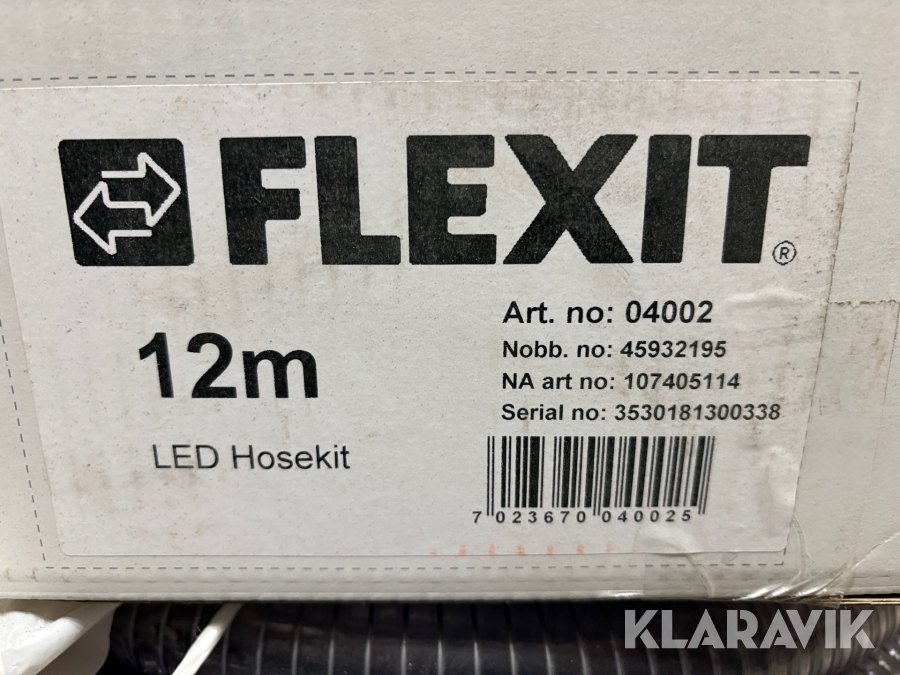 FLEXIT®
12m
LED Hosekit
Art. no: 04002
Nobb. no: 45932195
NA art no: 107405114
Serial no: 3530181300338
7 023670 040025
KLARAVIK